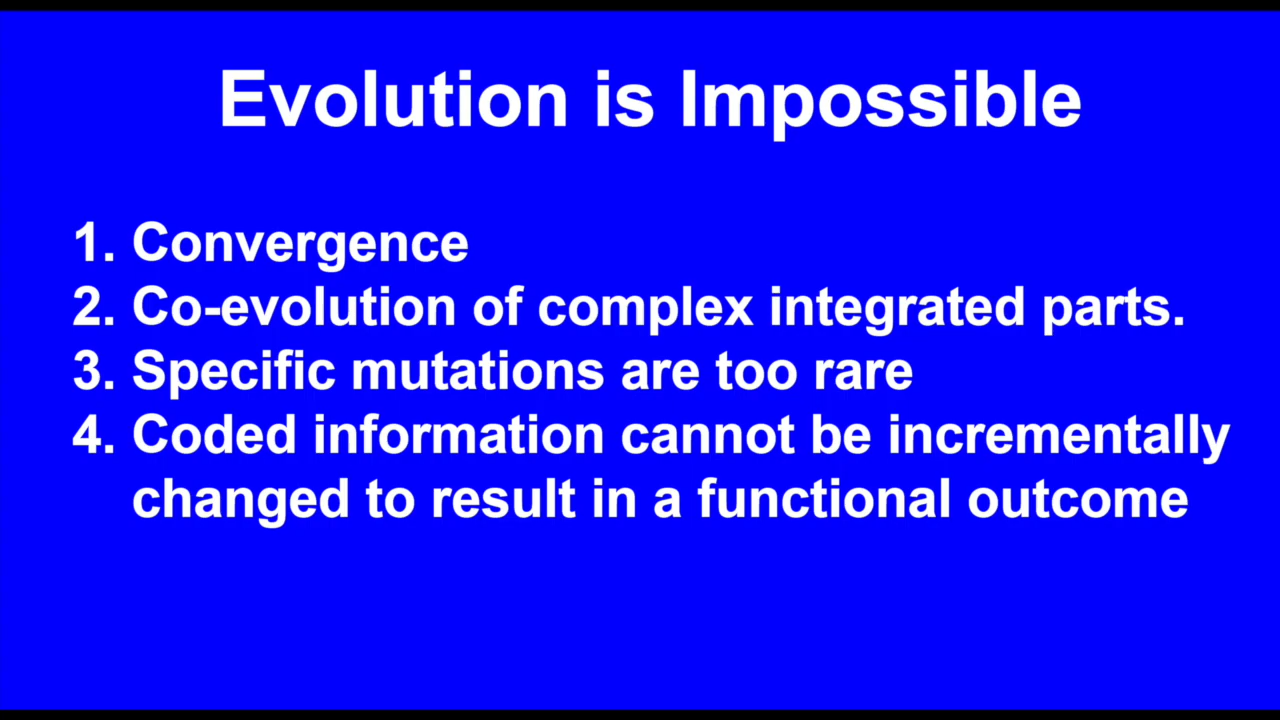 Evolution is Impossible
1. Convergence
2. Co-evolution of complex integrated parts.
3. Specific mutations are too rare
4. Coded information cannot be incrementally
changed to result in a functional outcome